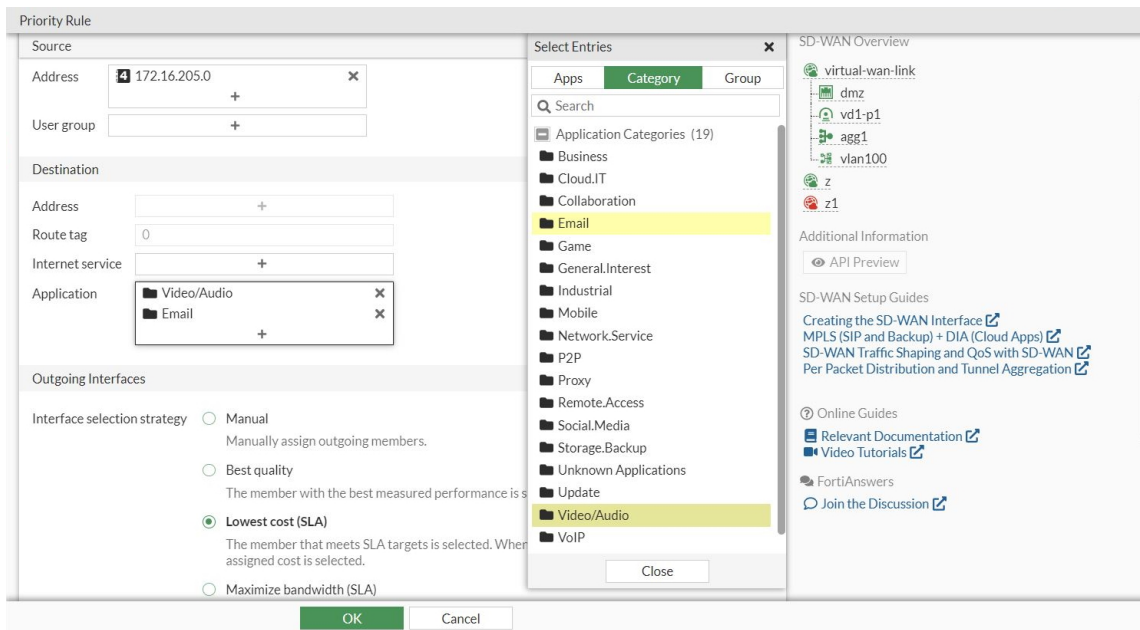 Priority Rule
Source
Address
4 172.16.205.0
+
User group
+
Destination
Address
+
Route tag
0
Internet service
+
Application
Video/Audio
Email
+
Outgoing Interfaces
Interface selection strategy
Manual
Manually assign outgoing members.
Best quality
The member with the best measured performance is s
Lowest cost (SLA)
The member that meets SLA targets is selected. When
assigned cost is selected.
Maximize bandwidth (SLA)
OK
Cancel
Select Entries
Apps
Category
Group
Search
Application Categories (19)
Business
Cloud.IT
Collaboration
Email
Game
General.Interest
Industrial
Mobile
Network.Service
P2P
Proxy
Remote.Access
Social.Media
Storage.Backup
Unknown Applications
Update
Video/Audio
VoIP
Close
SD-WAN Overview
virtual-wan-link
dmz
vd1-p1
agg1
vlan100
z
z1
Additional Information
API Preview
SD-WAN Setup Guides
Creating the SD-WAN Interface
MPLS (SIP and Backup) + DIA (Cloud Apps)
SD-WAN Traffic Shaping and QoS with SD-WAN
Per Packet Distribution and Tunnel Aggregation
Online Guides
Relevant Documentation
Video Tutorials
FortiAnswers
Join the Discussion